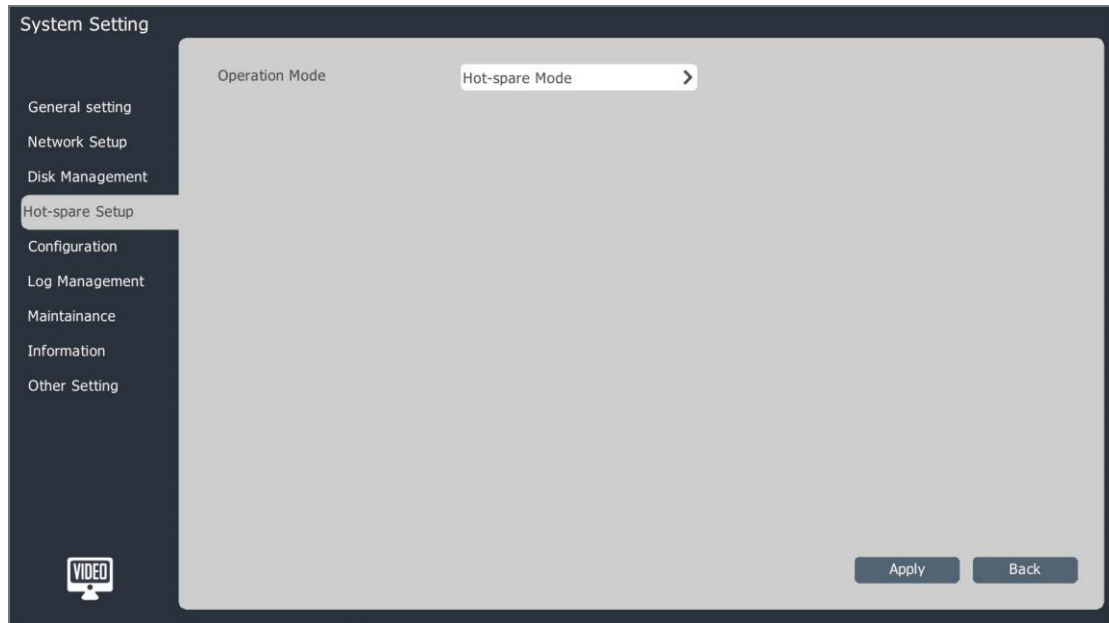 System Setting
Operation Mode
Hot-spare Mode
General setting
Network Setup
Disk Management
Hot-spare Setup
Configuration
Log Management
Maintainance
Information
Other Setting
VIDEO
Apply
Back